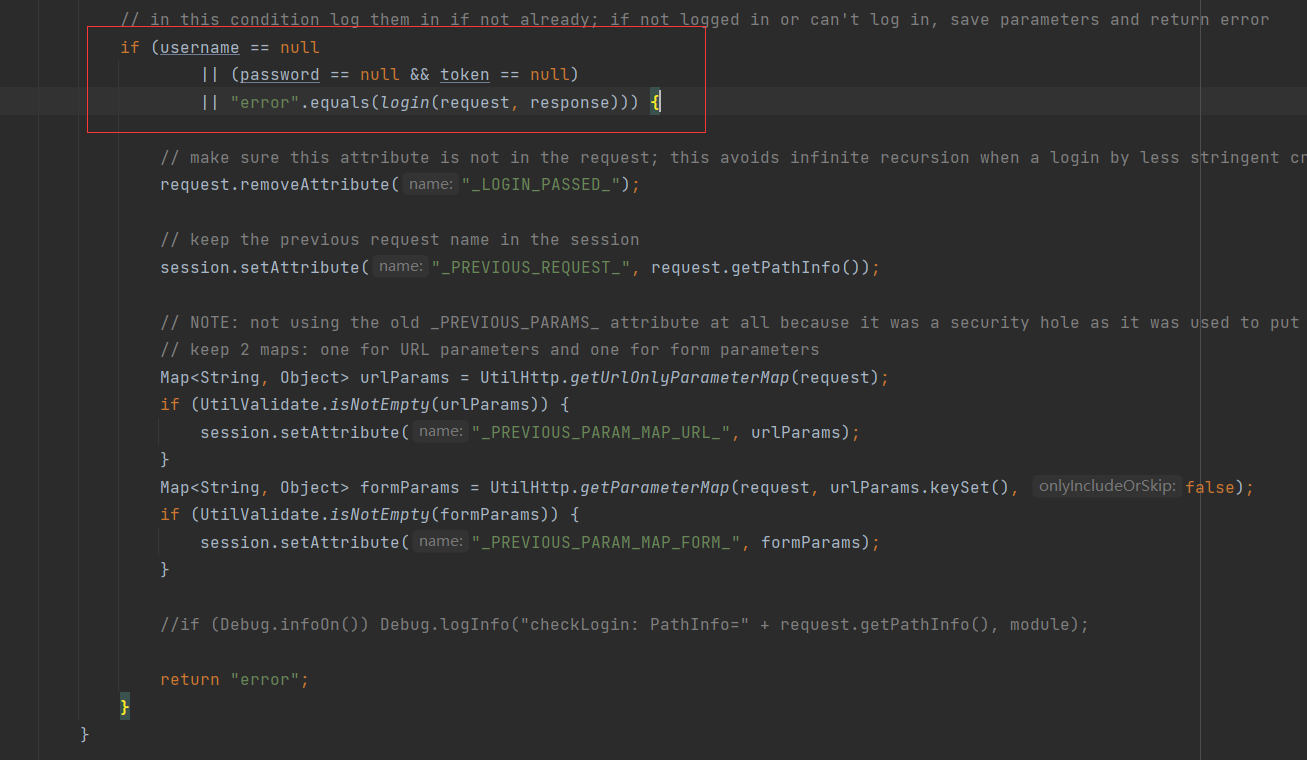 // in this condition log them in if not already; if not logged in or can't log in, save parameters and return error
if (username == null
|| (password == null && token == null)
|| "error".equals(login(request, response))) {
// make sure this attribute is not in the request; this avoids infinite recursion when a login by less stringent
request.removeAttribute( name: "_LOGIN_PASSED_");
// keep the previous request name in the session
session.setAttribute( name: "_PREVIOUS_REQUEST_", request.getPathInfo());
// NOTE: not using the old _PREVIOUS_PARAMS_ attribute at all because it was a security hole as it was used to put
// keep 2 maps: one for URL parameters and one for form parameters
Map<String, Object> urlParams = UtilHttp.getUrlOnlyParameterMap(request);
if (UtilValidate.isNotEmpty(urlParams)) {
session.setAttribute( name: "_PREVIOUS_PARAM_MAP_URL_", urlParams);
}
Map<String, Object> formParams = UtilHttp.getParameterMap(request, urlParams.keySet(), onlyIncludeOrSkip: false);
if (UtilValidate.isNotEmpty(formParams)) {
session.setAttribute( name: "_PREVIOUS_PARAM_MAP_FORM_", formParams);
}
//if (Debug.infoOn()) Debug.logInfo("checkLogin: PathInfo=" + request.getPathInfo(), module);
return "error";
}
}